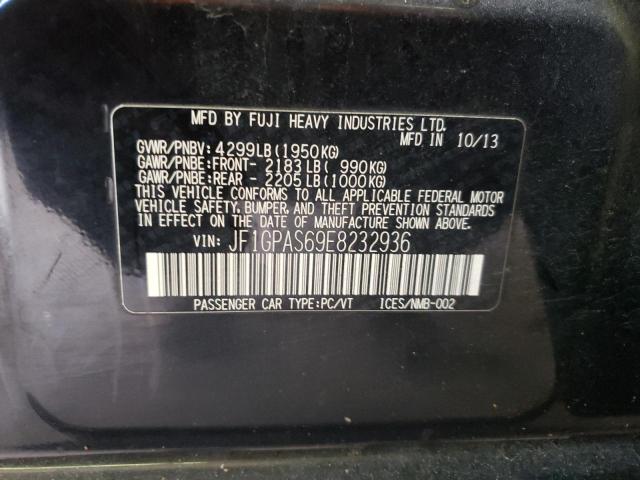 MFD BY FUJI HEAVY INDUSTRIES LTD.
MFD IN 10/13
GVWR/PNBV: 4299LB(1950KG)
GAWR/PNBE:FRONT- 2183LB( 990KG)
GAWR/PNBE:REAR - 2205LB(1000KG)
THIS VEHICLE CONFORMS TO ALL APPLICABLE FEDERAL MOTOR
VEHICLE SAFETY, BUMPER, AND THEFT PREVENTION STANDARDS
IN EFFECT ON THE DATE OF MANUFACTURE SHOWN ABOVE.
VIN: JF1GPAS69E8232936
PASSENGER CAR TYPE:PC/VT ICES/NMB-002